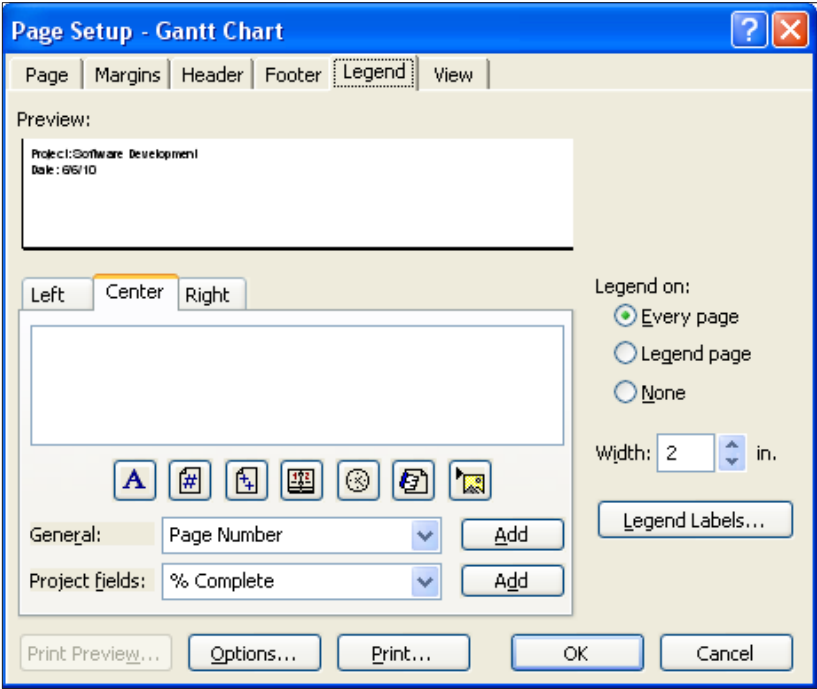 Page Setup - Gantt Chart
Page Margins Header Footer Legend View
Preview:
Project:Software Development
Date: 6/6/10
Left Center Right
Legend on:
Every page
Legend page
None
Width: 2 in.
Legend Labels...
A
General: Page Number Add
Project fields: % Complete Add
Print Preview... Options... Print... OK Cancel